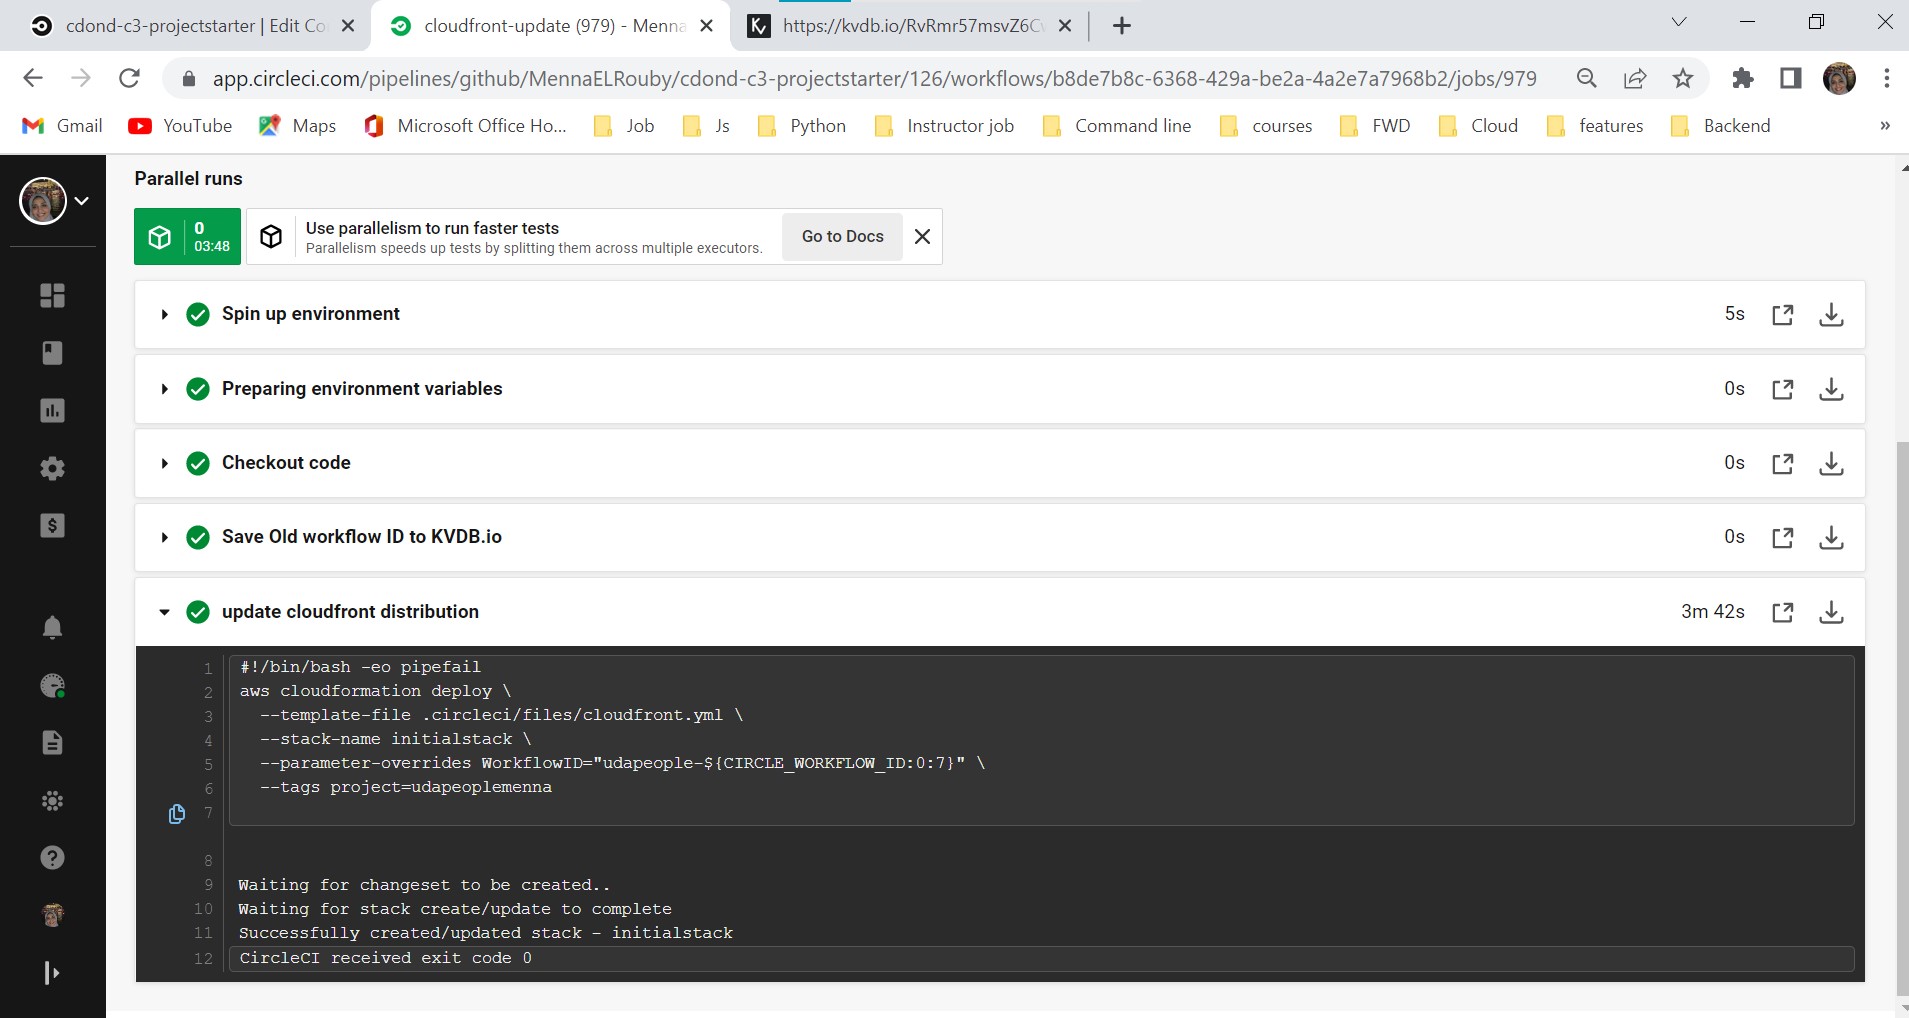 cdond-c3-projectstarter | Edit Co
cloudfront-update (979) - Menna
https://kvdb.io/RvRmr57msvZ6C
app.circleci.com/pipelines/github/MennaELRouby/cdond-c3-projectstarter/126/workflows/b8de7b8c-6368-429a-be2a-4a2e7a7968b2/jobs/979
Gmail YouTube Maps Microsoft Office Ho... Job Js Python Instructor job Command line courses FWD Cloud features Backend »
Parallel runs
0
03:48
Use parallelism to run faster tests
Parallelism speeds up tests by splitting them across multiple executors.
Go to Docs
Spin up environment 5s
Preparing environment variables 0s
Checkout code 0s
Save Old workflow ID to KVDB.io 0s
update cloudfront distribution 3m 42s
1 #!/bin/bash -eo pipefail
2 aws cloudformation deploy \
3 --template-file .circleci/files/cloudfront.yml \
4 --stack-name initialstack \
5 --parameter-overrides WorkflowID="udapeople-${CIRCLE_WORKFLOW_ID:0:7}" \
6 --tags project=udapeoplemenna
7
8
9 Waiting for changeset to be created..
10 Waiting for stack create/update to complete
11 Successfully created/updated stack - initialstack
12 CircleCI received exit code 0